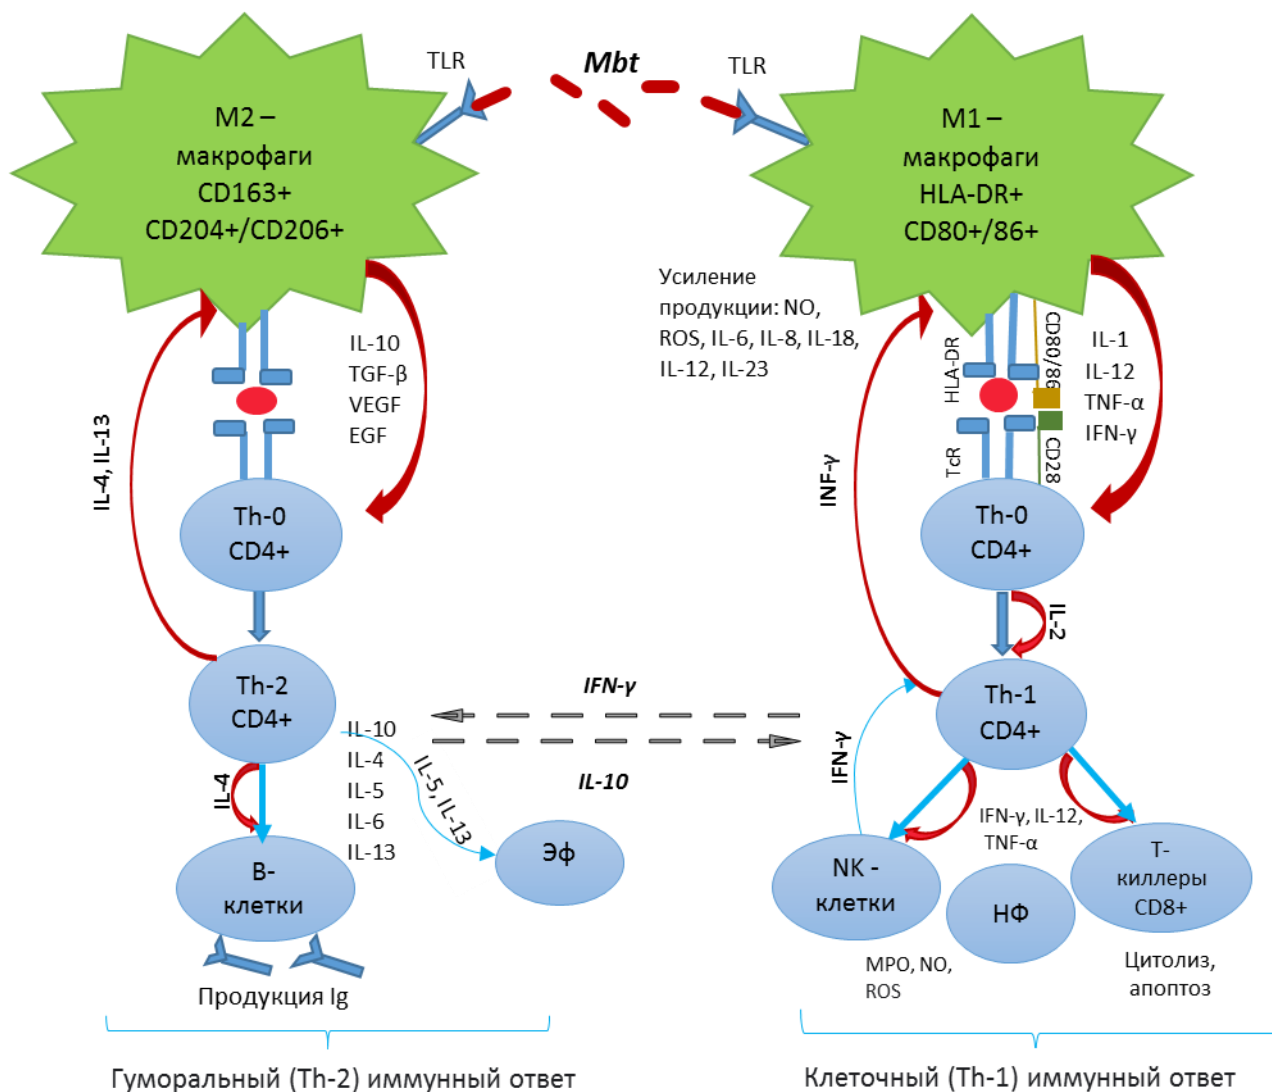 Mbt
TLR
TLR
M2 –
макрофаги
CD163+
CD204+/CD206+
M1 –
макрофаги
HLA-DR+
CD80+/86+
IL-10
TGF-β
VEGF
EGF
IL-4, IL-13
Th-0
CD4+
Th-2
CD4+
IL-4
IL-10
IL-4
IL-5
IL-6
IL-13
IL-5, IL-13
В-
клетки
Эф
Продукция Ig
Гуморальный (Th-2) иммунный ответ
IFN-γ
IL-10
Усиление
продукции: NO,
ROS, IL-6, IL-8, IL-18,
IL-12, IL-23
HLA-DR
CD80/86
TcR
CD28
IL-1
IL-12
TNF-α
IFN-γ
INF-γ
Th-0
CD4+
IL-2
Th-1
CD4+
IFN-γ
IFN-γ, IL-12,
TNF-α
NK -
клетки
НФ
Т-
киллеры
CD8+
MPO, NO,
ROS
Цитолиз,
апоптоз
Клеточный (Th-1) иммунный ответ